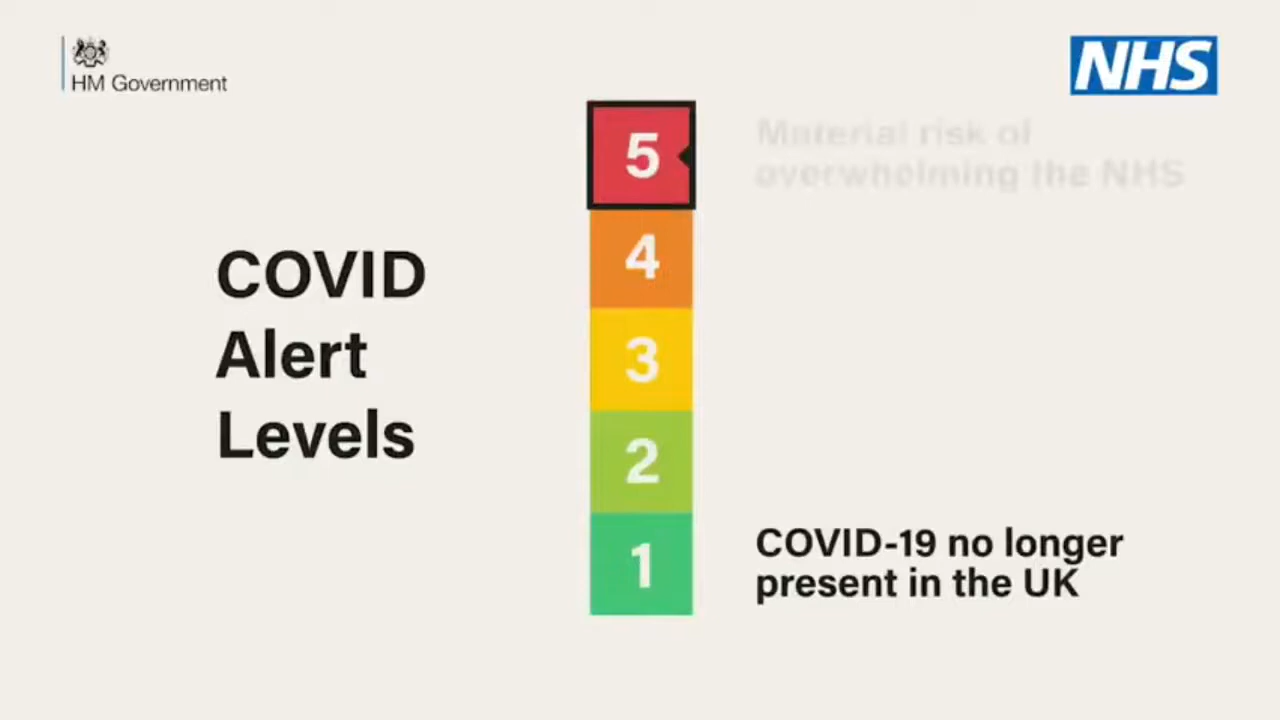 HM Government
NHS
5
Material risk of
overwhelming the NHS
4
COVID
Alert
Levels
3
2
1
COVID-19 no longer
present in the UK